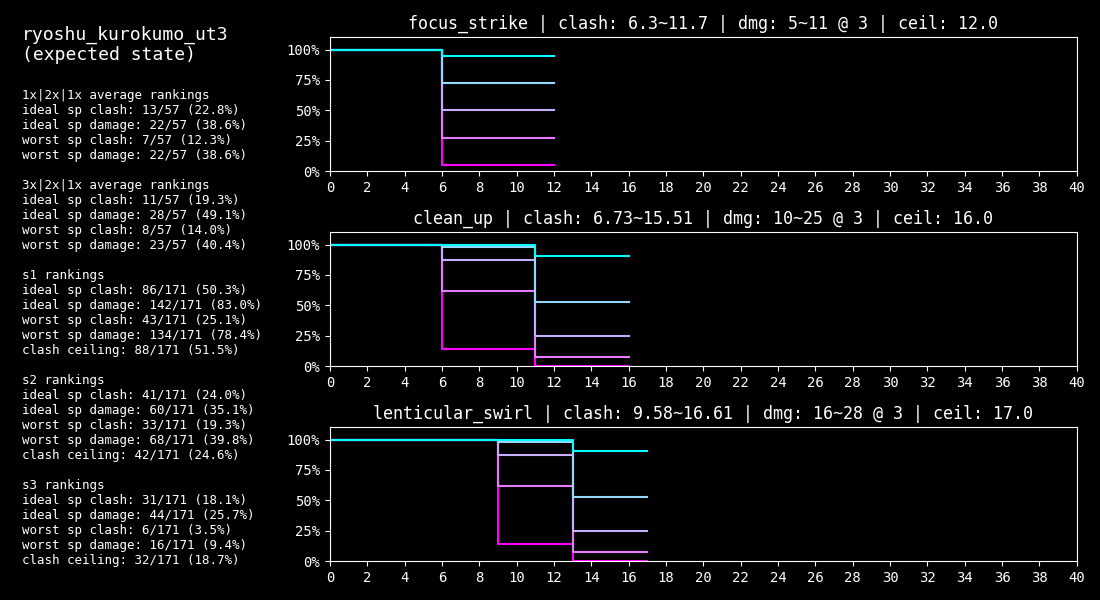 ryoshu_kurokumo_ut3
(expected state)
1x|2x|1x average rankings
ideal sp clash: 13/57 (22.8%)
ideal sp damage: 22/57 (38.6%)
worst sp clash: 7/57 (12.3%)
worst sp damage: 22/57 (38.6%)
3x|2x|1x average rankings
ideal sp clash: 11/57 (19.3%)
ideal sp damage: 28/57 (49.1%)
worst sp clash: 8/57 (14.0%)
worst sp damage: 23/57 (40.4%)
s1 rankings
ideal sp clash: 86/171 (50.3%)
ideal sp damage: 142/171 (83.0%)
worst sp clash: 43/171 (25.1%)
worst sp damage: 134/171 (78.4%)
clash ceiling: 88/171 (51.5%)
s2 rankings
ideal sp clash: 41/171 (24.0%)
ideal sp damage: 60/171 (35.1%)
worst sp clash: 33/171 (19.3%)
worst sp damage: 68/171 (39.8%)
clash ceiling: 42/171 (24.6%)
s3 rankings
ideal sp clash: 31/171 (18.1%)
ideal sp damage: 44/171 (25.7%)
worst sp clash: 6/171 (3.5%)
worst sp damage: 16/171 (9.4%)
clash ceiling: 32/171 (18.7%)
focus_strike | clash: 6.3~11.7 | dmg: 5~11 @ 3 | ceil: 12.0
100%
75%
50%
25%
0%
0 2 4 6 8 10 12 14 16 18 20 22 24 26 28 30 32 34 36 38 40
clean_up | clash: 6.73~15.51 | dmg: 10~25 @ 3 | ceil: 16.0
100%
75%
50%
25%
0%
0 2 4 6 8 10 12 14 16 18 20 22 24 26 28 30 32 34 36 38 40
lenticular_swirl | clash: 9.58~16.61 | dmg: 16~28 @ 3 | ceil: 17.0
100%
75%
50%
25%
0%
0 2 4 6 8 10 12 14 16 18 20 22 24 26 28 30 32 34 36 38 40